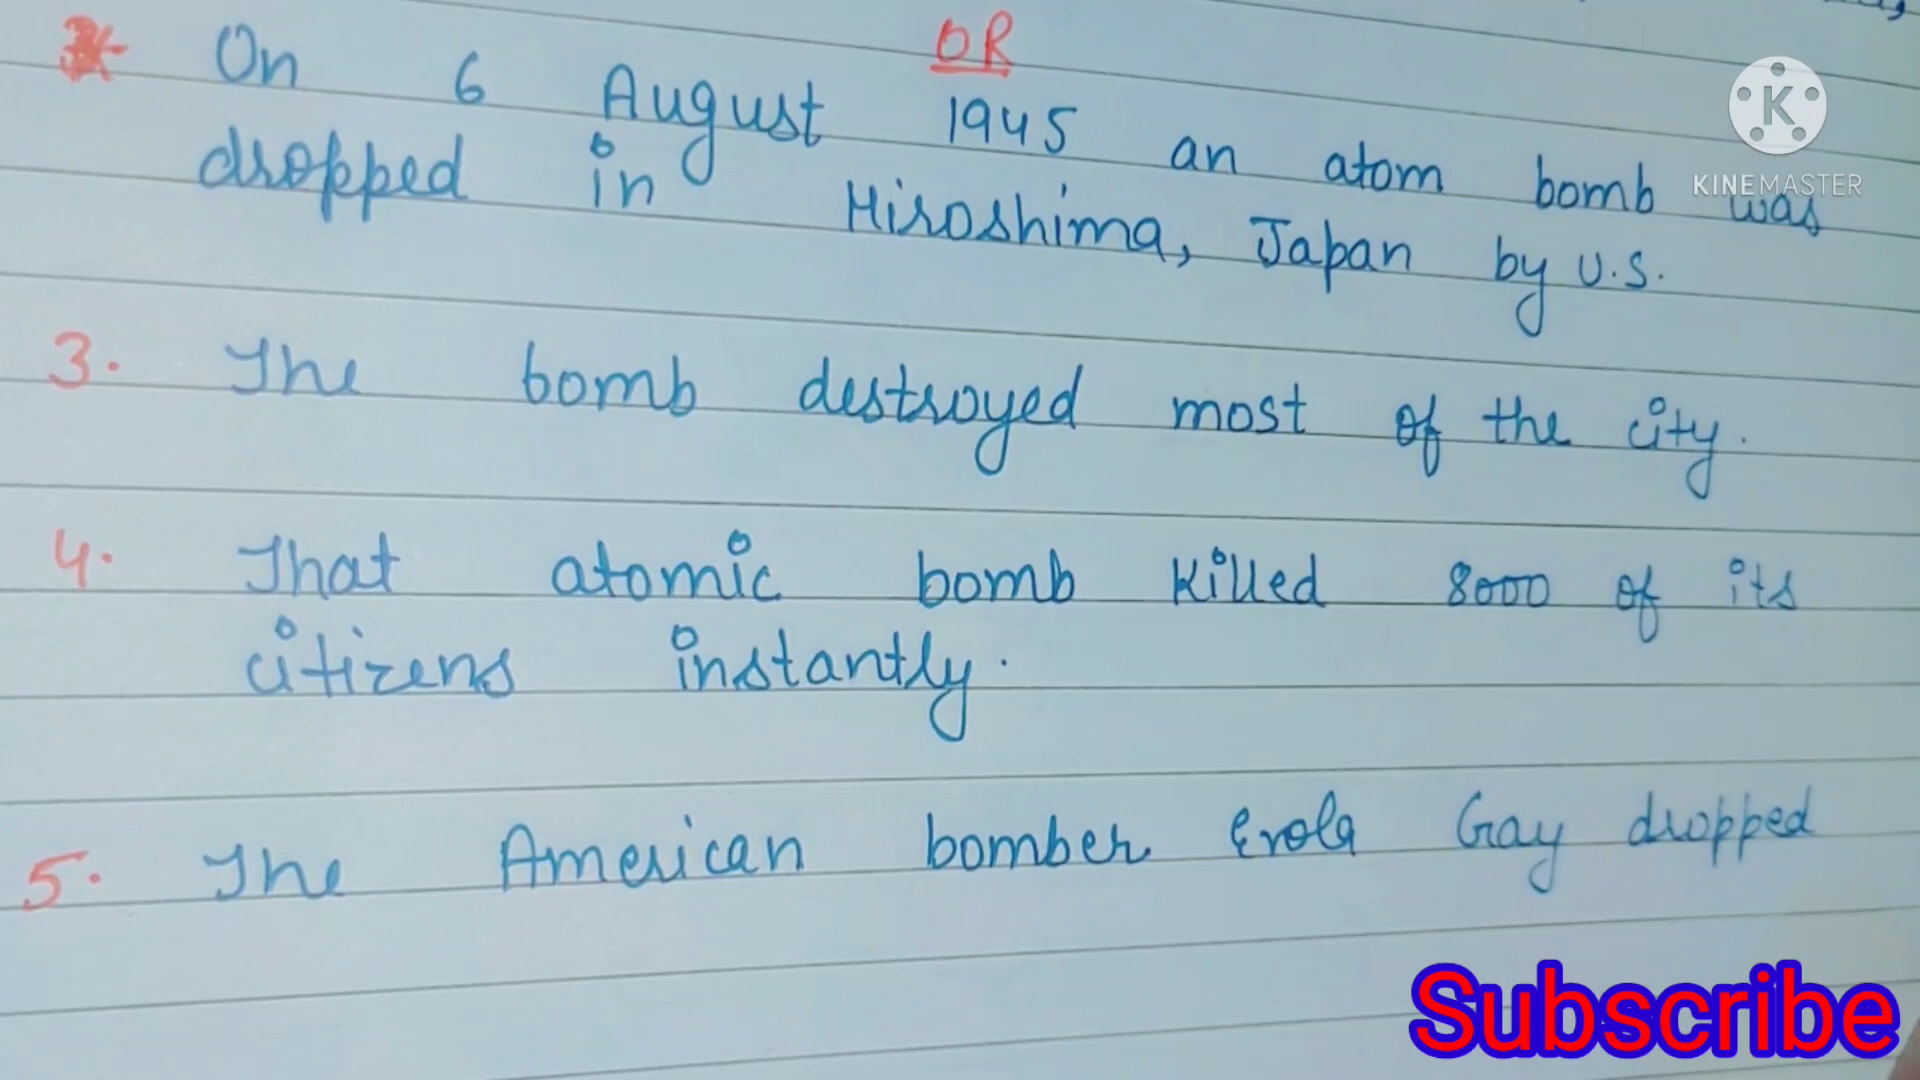 OR
* On 6 August 1945 an atom bomb was
dropped in Hiroshima, Japan by U.S.
3. The bomb destroyed most of the city.
4. That atomic bomb killed 8000 of its
citizens instantly.
5. The American bomber Erola Gay dropped
K
KINEMASTER
Subscribe